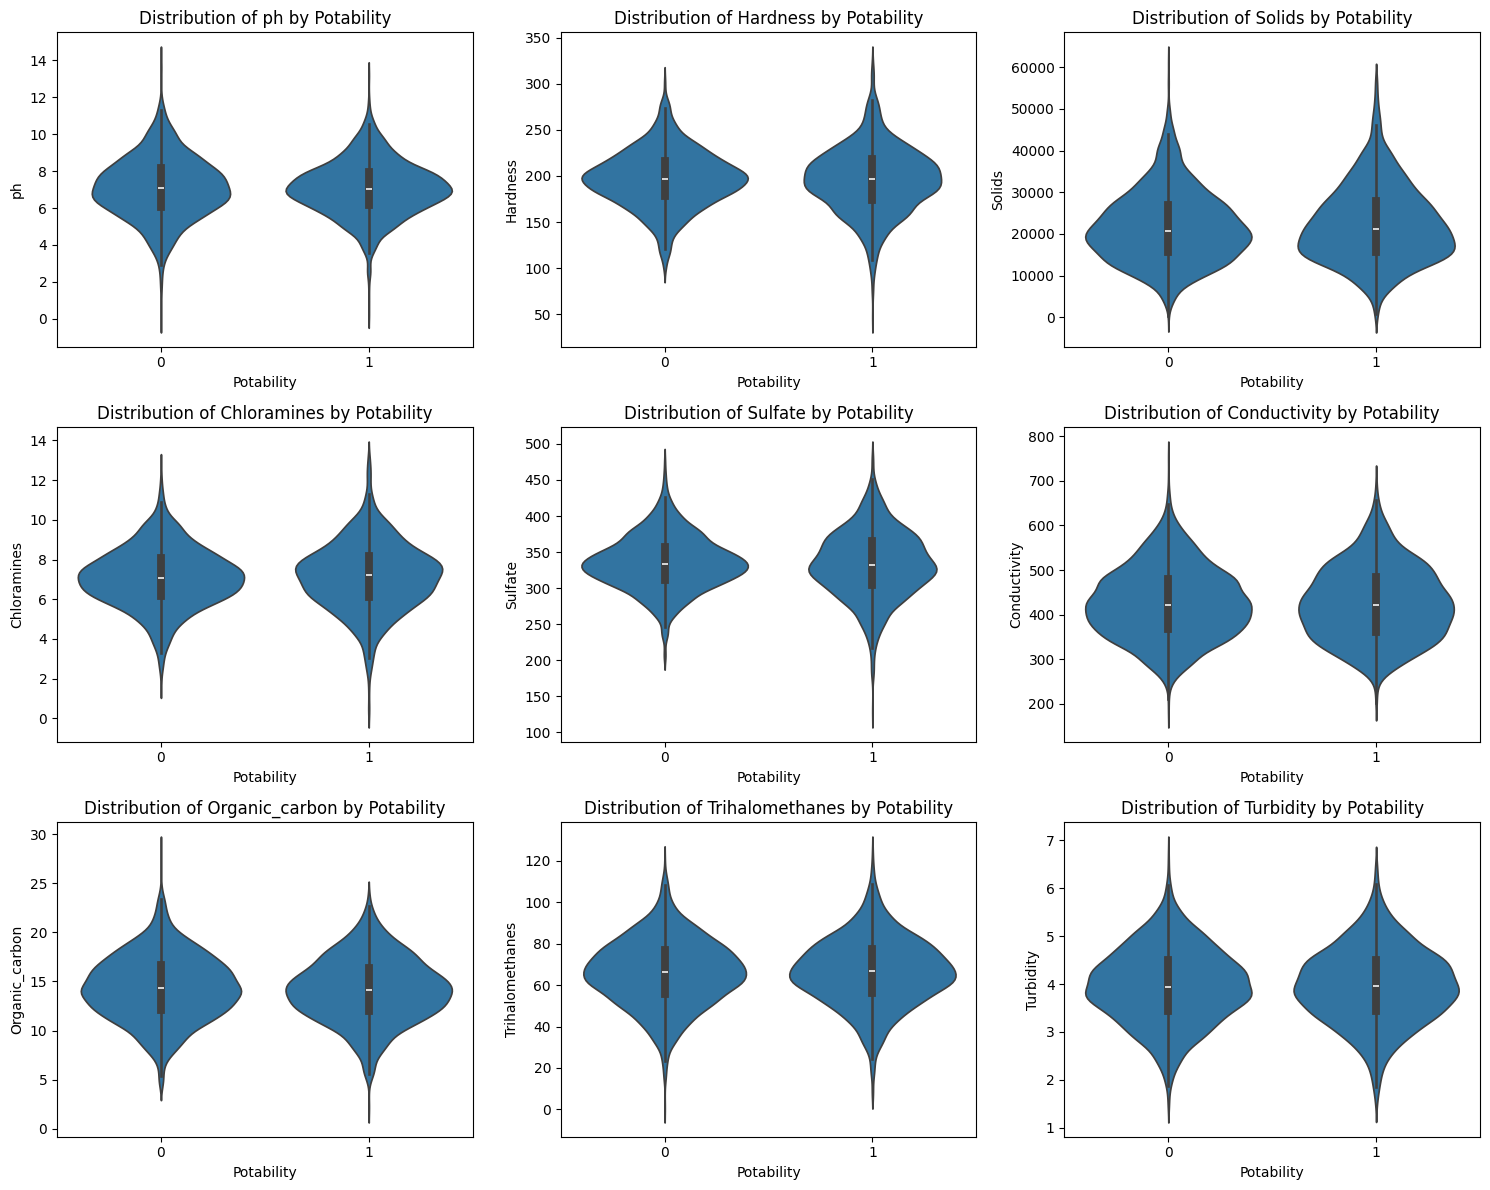 Distribution of ph by Potability
14
12
10
8
6
4
2
0
ph
0 1
Potability
Distribution of Hardness by Potability
350
300
250
200
150
100
50
Hardness
0 1
Potability
Distribution of Solids by Potability
60000
50000
40000
30000
20000
10000
0
Solids
0 1
Potability
Distribution of Chloramines by Potability
14
12
10
8
6
4
2
0
Chloramines
0 1
Potability
Distribution of Sulfate by Potability
500
450
400
350
300
250
200
150
100
Sulfate
0 1
Potability
Distribution of Conductivity by Potability
800
700
600
500
400
300
200
Conductivity
0 1
Potability
Distribution of Organic_carbon by Potability
30
25
20
15
10
5
0
Organic_carbon
0 1
Potability
Distribution of Trihalomethanes by Potability
120
100
80
60
40
20
0
Trihalomethanes
0 1
Potability
Distribution of Turbidity by Potability
7
6
5
4
3
2
1
Turbidity
0 1
Potability